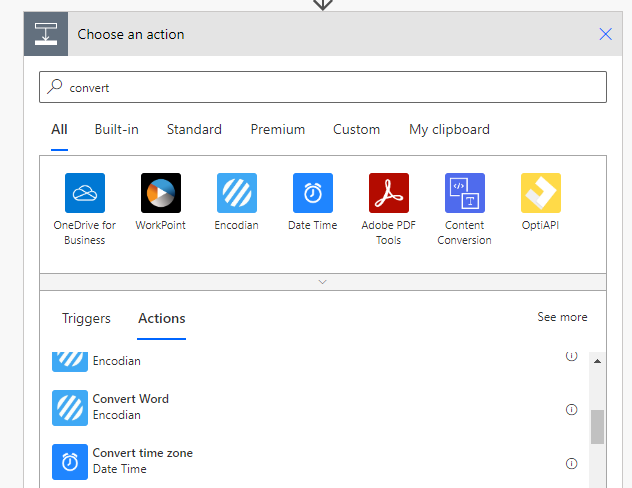 Choose an action
convert
All Built-in Standard Premium Custom My clipboard
OneDrive for Business
WorkPoint
Encodian
Date Time
Adobe PDF Tools
Content Conversion
OptiAPI
Triggers Actions See more
Encodian
Convert Word
Encodian
Convert time zone
Date Time